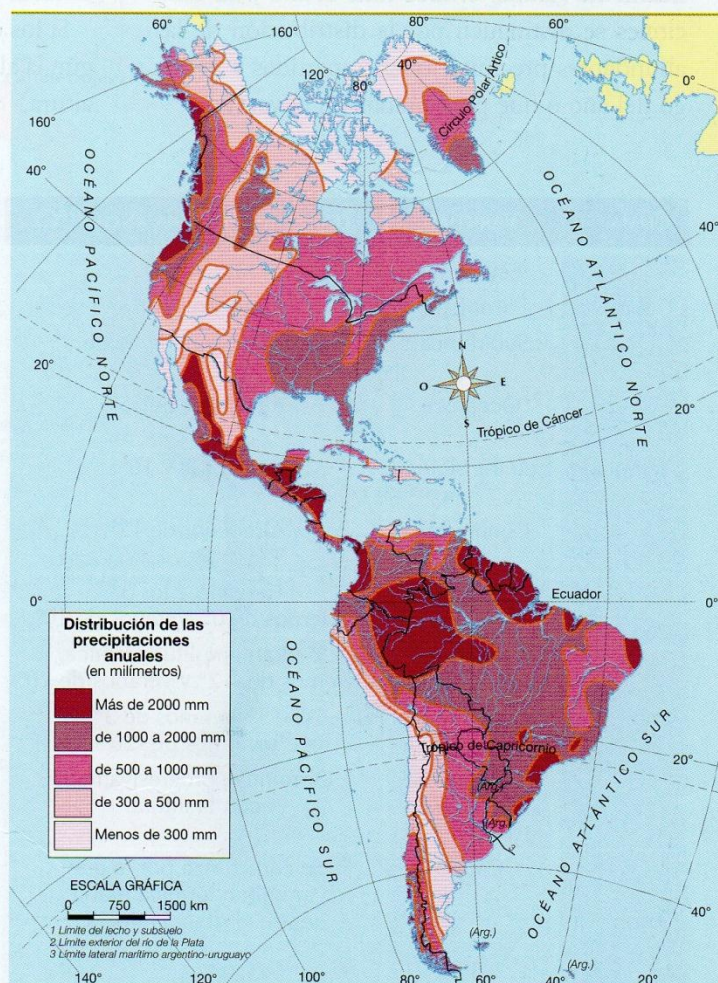 60°
160°
80°
60°
0°
120°
80°
40°
Círculo Polar Ártico
160°
40°
40°
20°
20°
OCÉANO PACÍFICO NORTE
OCÉANO ATLÁNTICO NORTE
N
O
E
S
Trópico de Cáncer
0°
Ecuador
0°
Distribución de las
precipitaciones
anuales
(en milímetros)
Más de 2000 mm
de 1000 a 2000 mm
de 500 a 1000 mm
de 300 a 500 mm
Menos de 300 mm
OCÉANO PACÍFICO SUR
OCÉANO ATLÁNTICO SUR
Trópico de Capricornio
20°
(Arg.)
(Arg.)
3
ESCALA GRÁFICA
0 750 1500 km
1 Límite del lecho y subsuelo
2 Límite exterior del río de la Plata
3 Límite lateral marítimo argentino-uruguayo
40°
(Arg.)
(Arg.)
140°
120°
100°
80°
60°
40°
20°